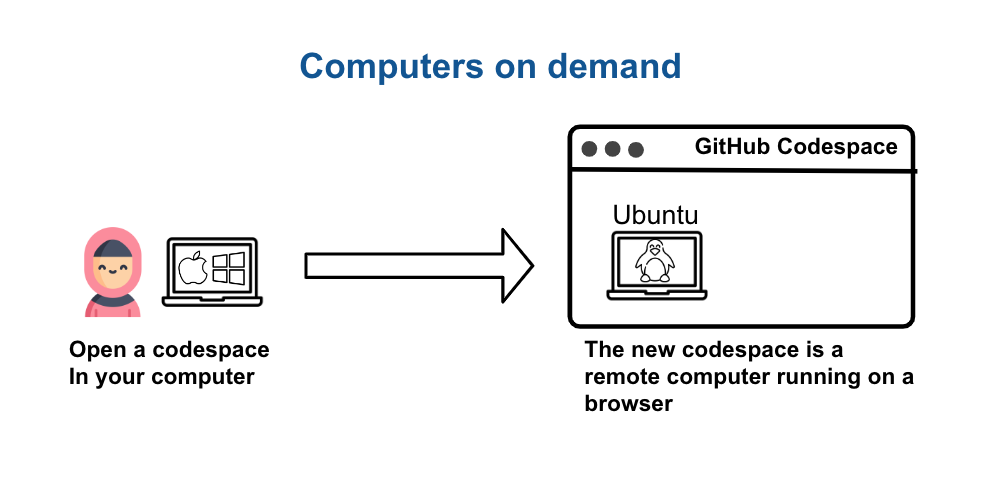 Computers on demand
GitHub Codespace
Ubuntu
Open a codespace
In your computer
The new codespace is a
remote computer running on a
browser